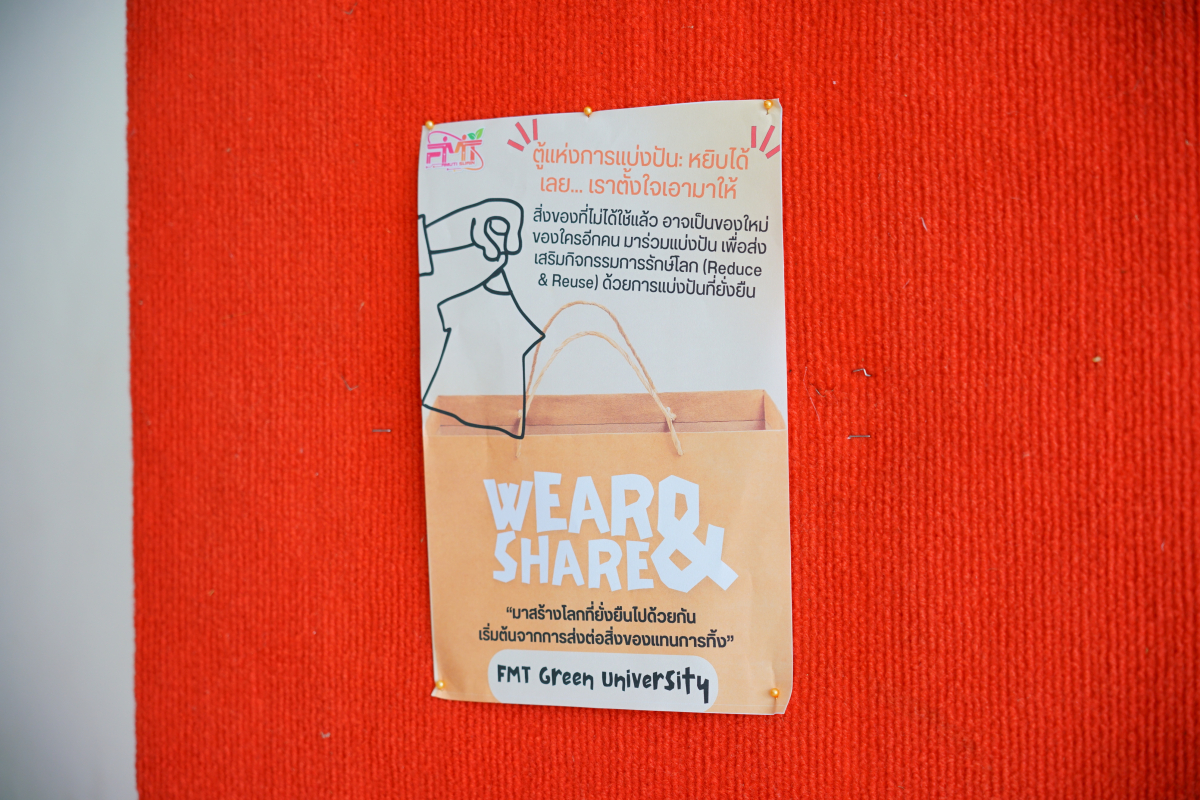 FMT
ตู้แห่งการแบ่งปัน: หยิบได้
เลย... เราตั้งใจเอามาให้
สิ่งของที่ไม่ได้ใช้แล้ว อาจเป็นของใหม่
ของใครอีกคน มาร่วมแบ่งปัน เพื่อส่ง
เสริมกิจกรรมการรักษ์โลก (Reduce
& Reuse) ด้วยการแบ่งปันที่ยั่งยืน
WEAR &
SHARE
“มาสร้างโลกที่ยั่งยืนไปด้วยกัน
เริ่มต้นจากการส่งต่อสิ่งของแทนการทิ้ง”
FMT Green University